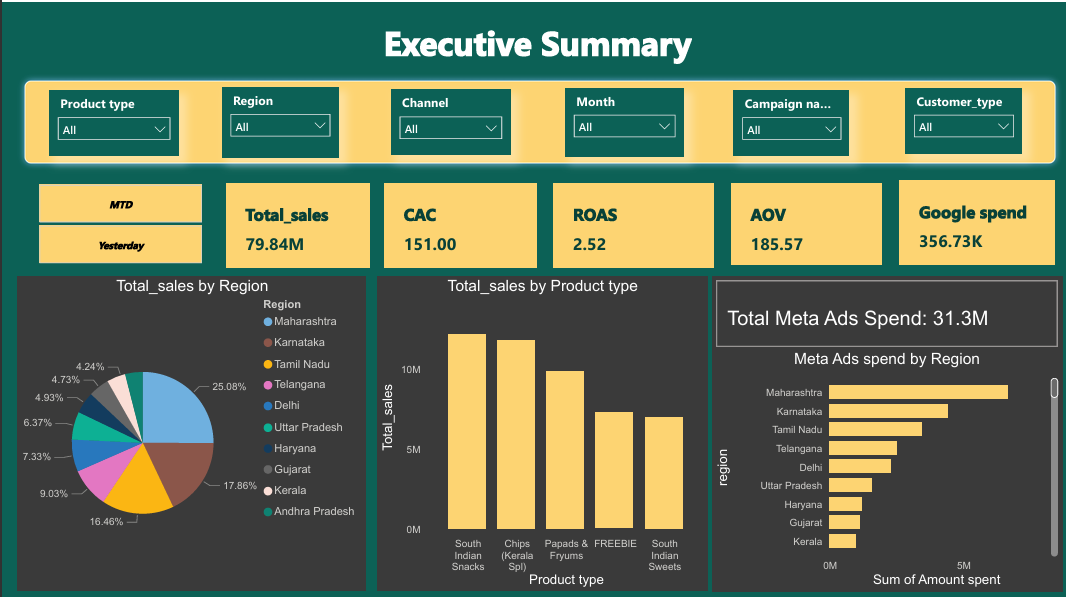 Executive Summary
Product type
All
Region
All
Channel
All
Month
All
Campaign na...
All
Customer_type
All
MTD
Yesterday
Total_sales
79.84M
CAC
151.00
ROAS
2.52
AOV
185.57
Google spend
356.73K
Total_sales by Region
Region
Maharashtra
Karnataka
Tamil Nadu
Telangana
Delhi
Uttar Pradesh
Haryana
Gujarat
Kerala
Andhra Pradesh
25.08%
17.86%
16.46%
9.03%
7.33%
6.37%
4.93%
4.73%
4.24%
Total_sales by Product type
Total_sales
10M
5M
0M
South
Indian
Snacks
Chips
(Kerala
Spl)
Papads &
Fryums
FREEBIE
South
Indian
Sweets
Product type
Total Meta Ads Spend: 31.3M
Meta Ads spend by Region
region
Maharashtra
Karnataka
Tamil Nadu
Telangana
Delhi
Uttar Pradesh
Haryana
Gujarat
Kerala
0M
5M
Sum of Amount spent